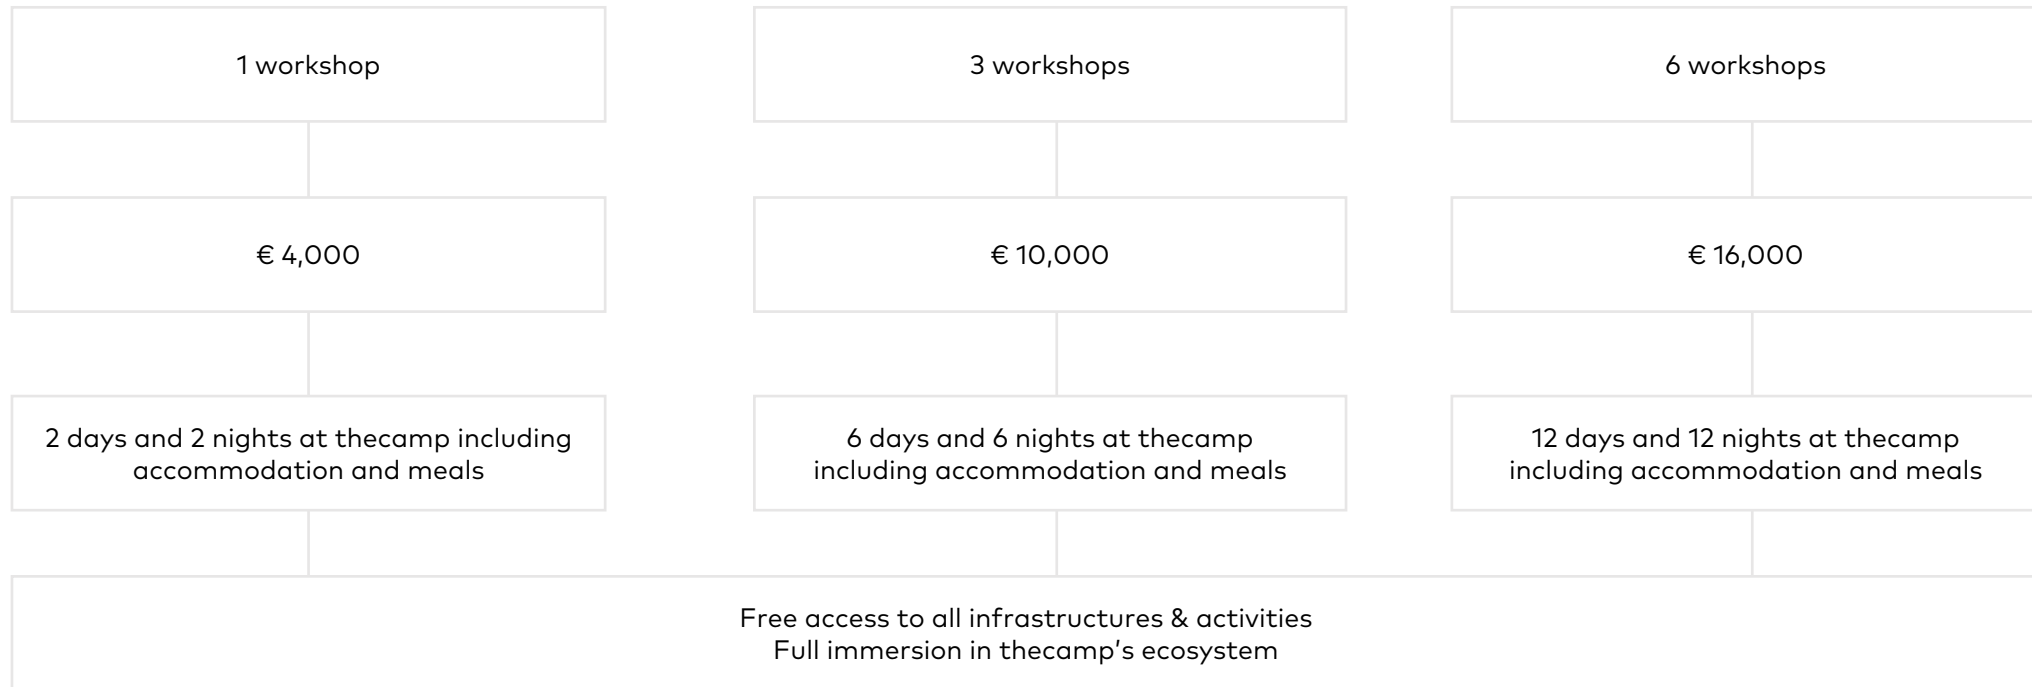 1 workshop
3 workshops
6 workshops
€ 4,000
€ 10,000
€ 16,000
2 days and 2 nights at thecamp including
accommodation and meals
6 days and 6 nights at thecamp
including accommodation and meals
12 days and 12 nights at thecamp
including accommodation and meals
Free access to all infrastructures & activities
Full immersion in thecamp’s ecosystem